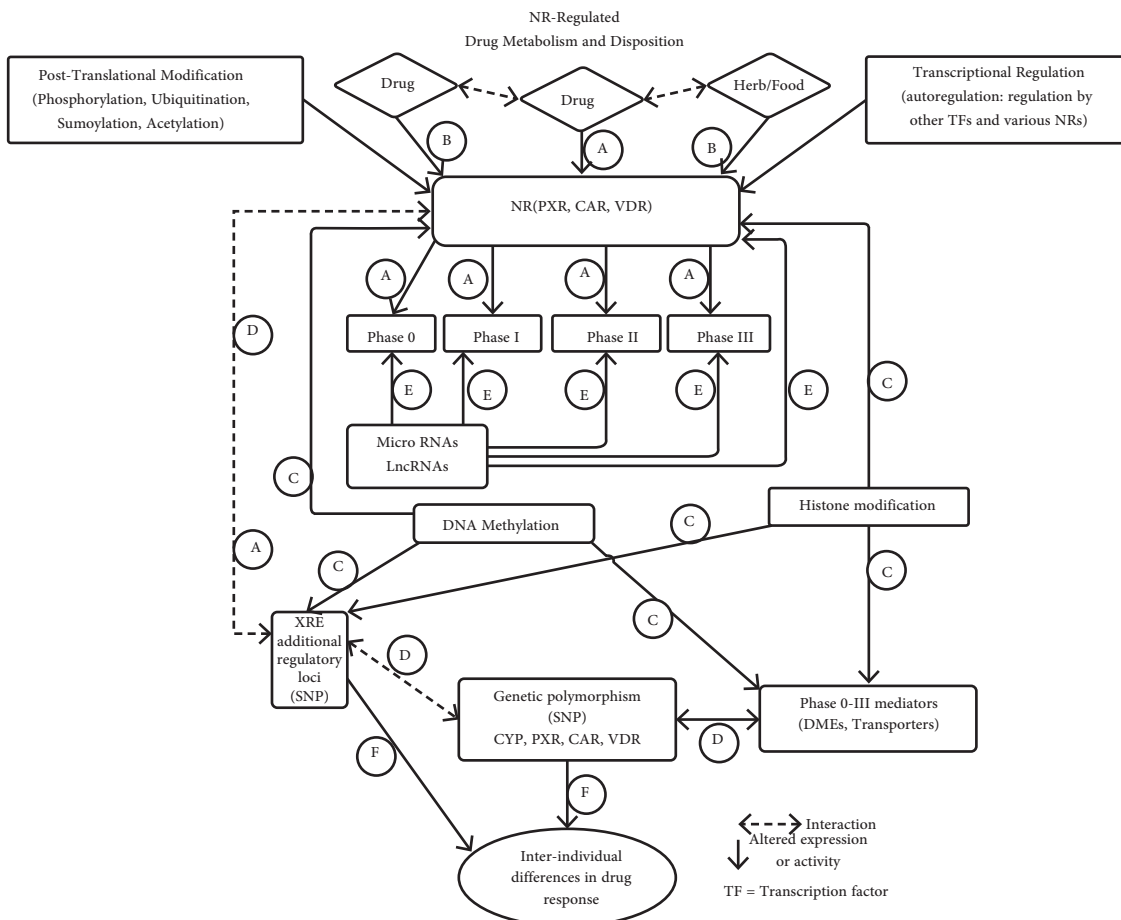 NR-Regulated
Drug Metabolism and Disposition
Post-Translational Modification
(Phosphorylation, Ubiquitination,
Sumoylation, Acetylation)
Drug
Drug
Herb/Food
Transcriptional Regulation
(autoregulation: regulation by
other TFs and various NRs)
B
A
B
NR(PXR, CAR, VDR)
A
A
A
A
D
Phase 0
Phase I
Phase II
Phase III
E
E
E
E
E
C
Micro RNAs
LncRNAs
C
DNA Methylation
Histone modification
C
A
C
C
C
XRE
additional
regulatory
loci
(SNP)
D
Genetic polymorphism
(SNP)
CYP, PXR, CAR, VDR
D
Phase 0-III mediators
(DMEs, Transporters)
F
F
Inter-individual
differences in drug
response
Interaction
Altered expression
or activity
TF = Transcription factor